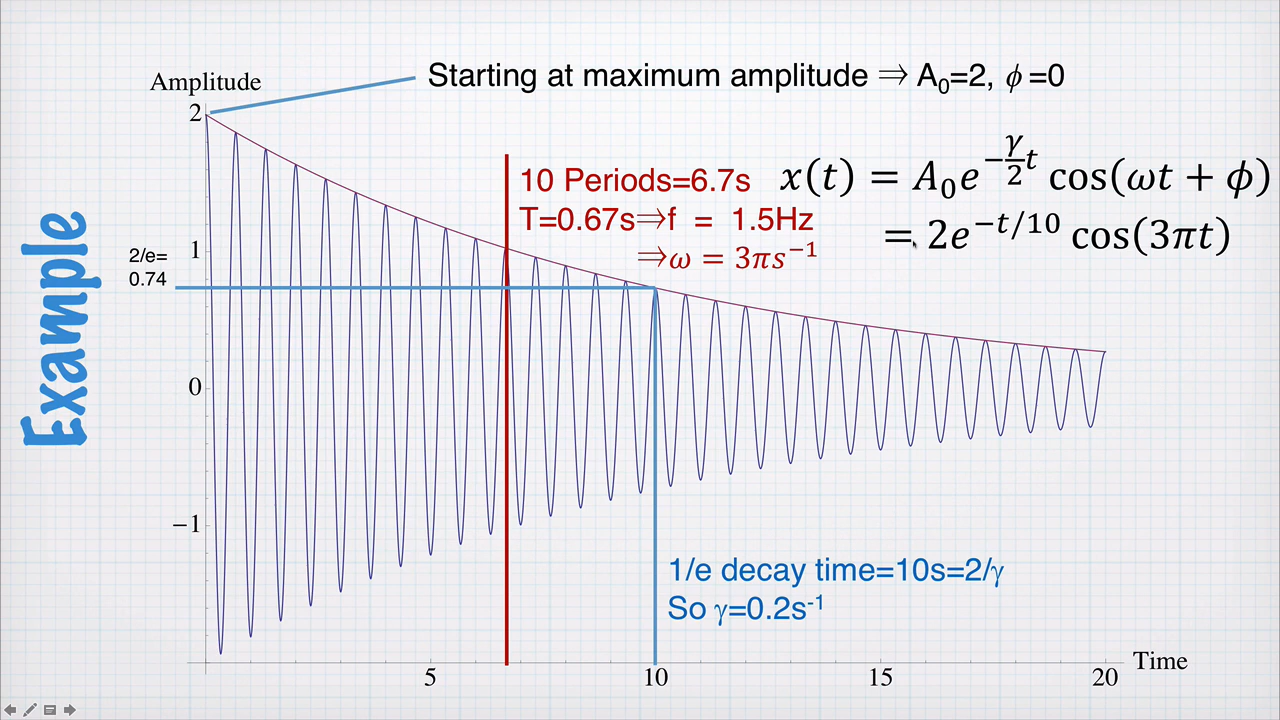 Example
Amplitude
Starting at maximum amplitude ⇒ A₀=2, ϕ=0
2
1
0
−1
2/e=
0.74
10 Periods=6.7s
T=0.67s⇒f = 1.5Hz
⇒ω = 3πs⁻¹
x(t) = A₀e^{−γ/2 t} cos(ωt + ϕ)
= 2e^{−t/10} cos(3πt)
1/e decay time=10s=2/γ
So γ=0.2s⁻¹
5
10
15
20
Time